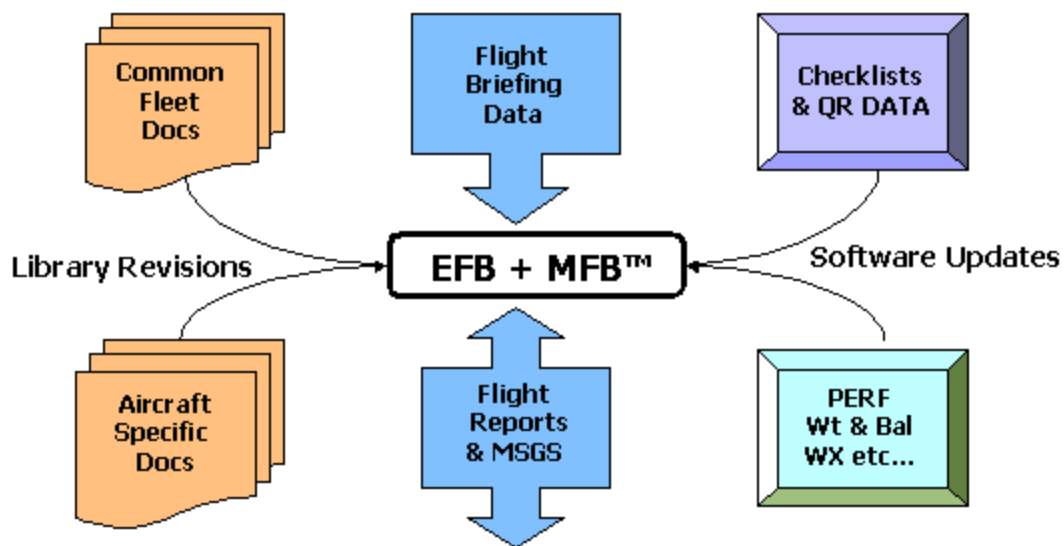 Common
Fleet
Docs
Flight
Briefing
Data
Checklists
& QR DATA
Library Revisions
EFB + MFB™
Software Updates
Aircraft
Specific
Docs
Flight
Reports
& MSGS
PERF
Wt & Bal
WX etc...